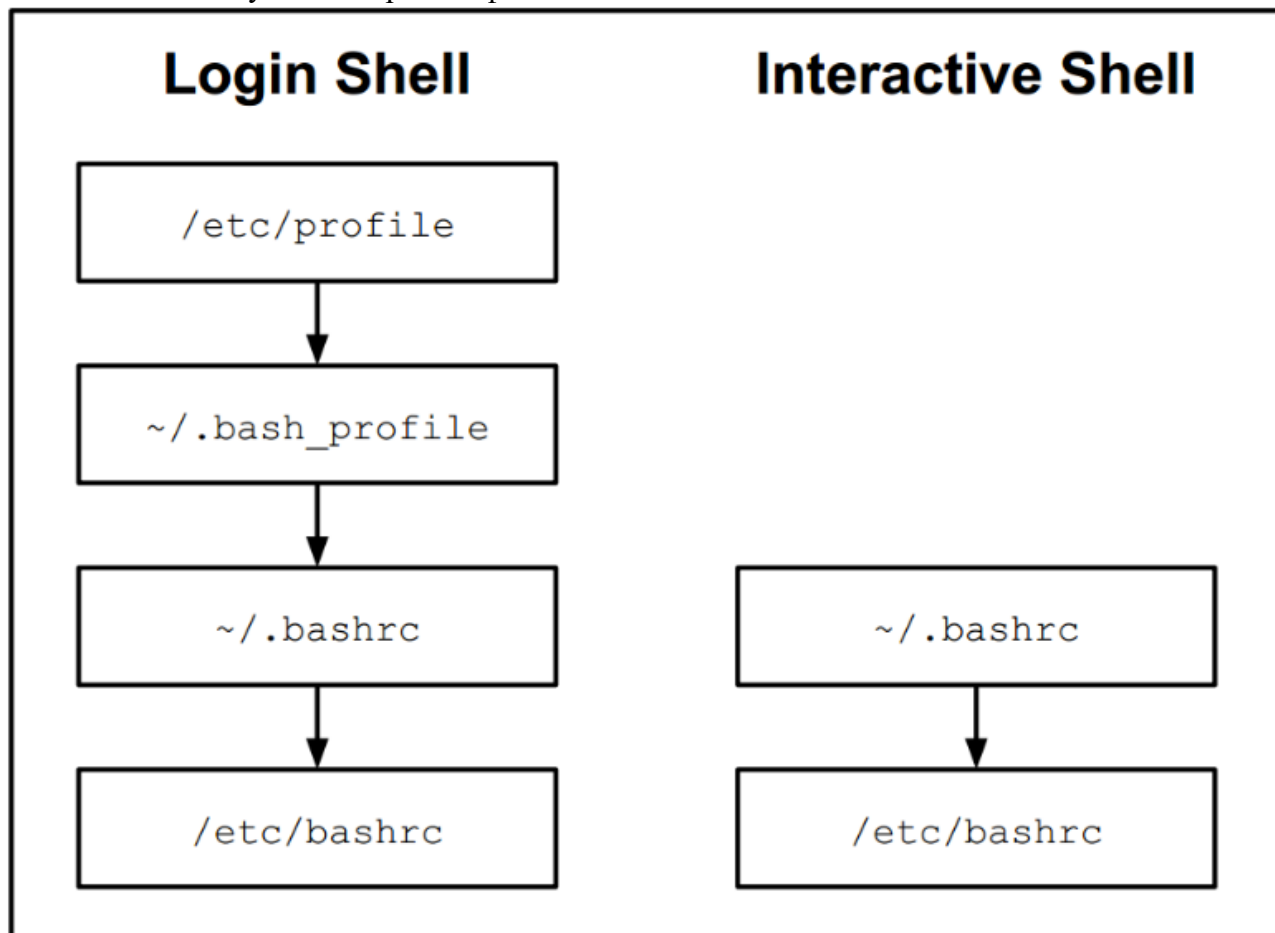 Login Shell
Interactive Shell
/etc/profile
~/.bash_profile
~/.bashrc
~/.bashrc
/etc/bashrc
/etc/bashrc